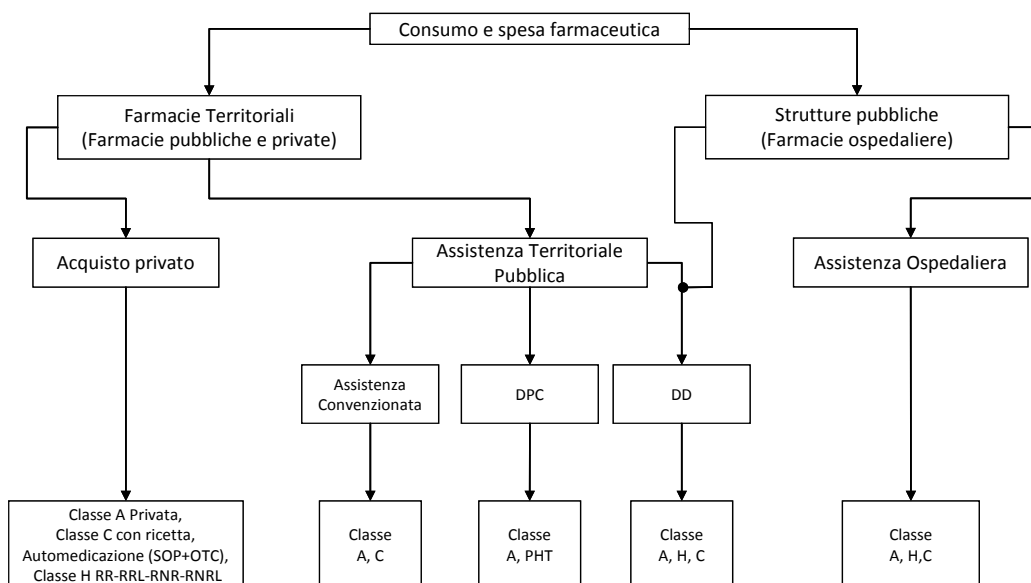 Consumo e spesa farmaceutica
Farmacie Territoriali
(Farmacie pubbliche e private)
Strutture pubbliche
(Farmacie ospedaliere)
Acquisto privato
Assistenza Territoriale
Pubblica
Assistenza Ospedaliera
Assistenza
Convenzionata
DPC
DD
Classe A Privata,
Classe C con ricetta,
Automedicazione (SOP+OTC),
Classe H RR-RRL-RNR-RNRL
Classe
A, C
Classe
A, PHT
Classe
A, H, C
Classe
A, H,C